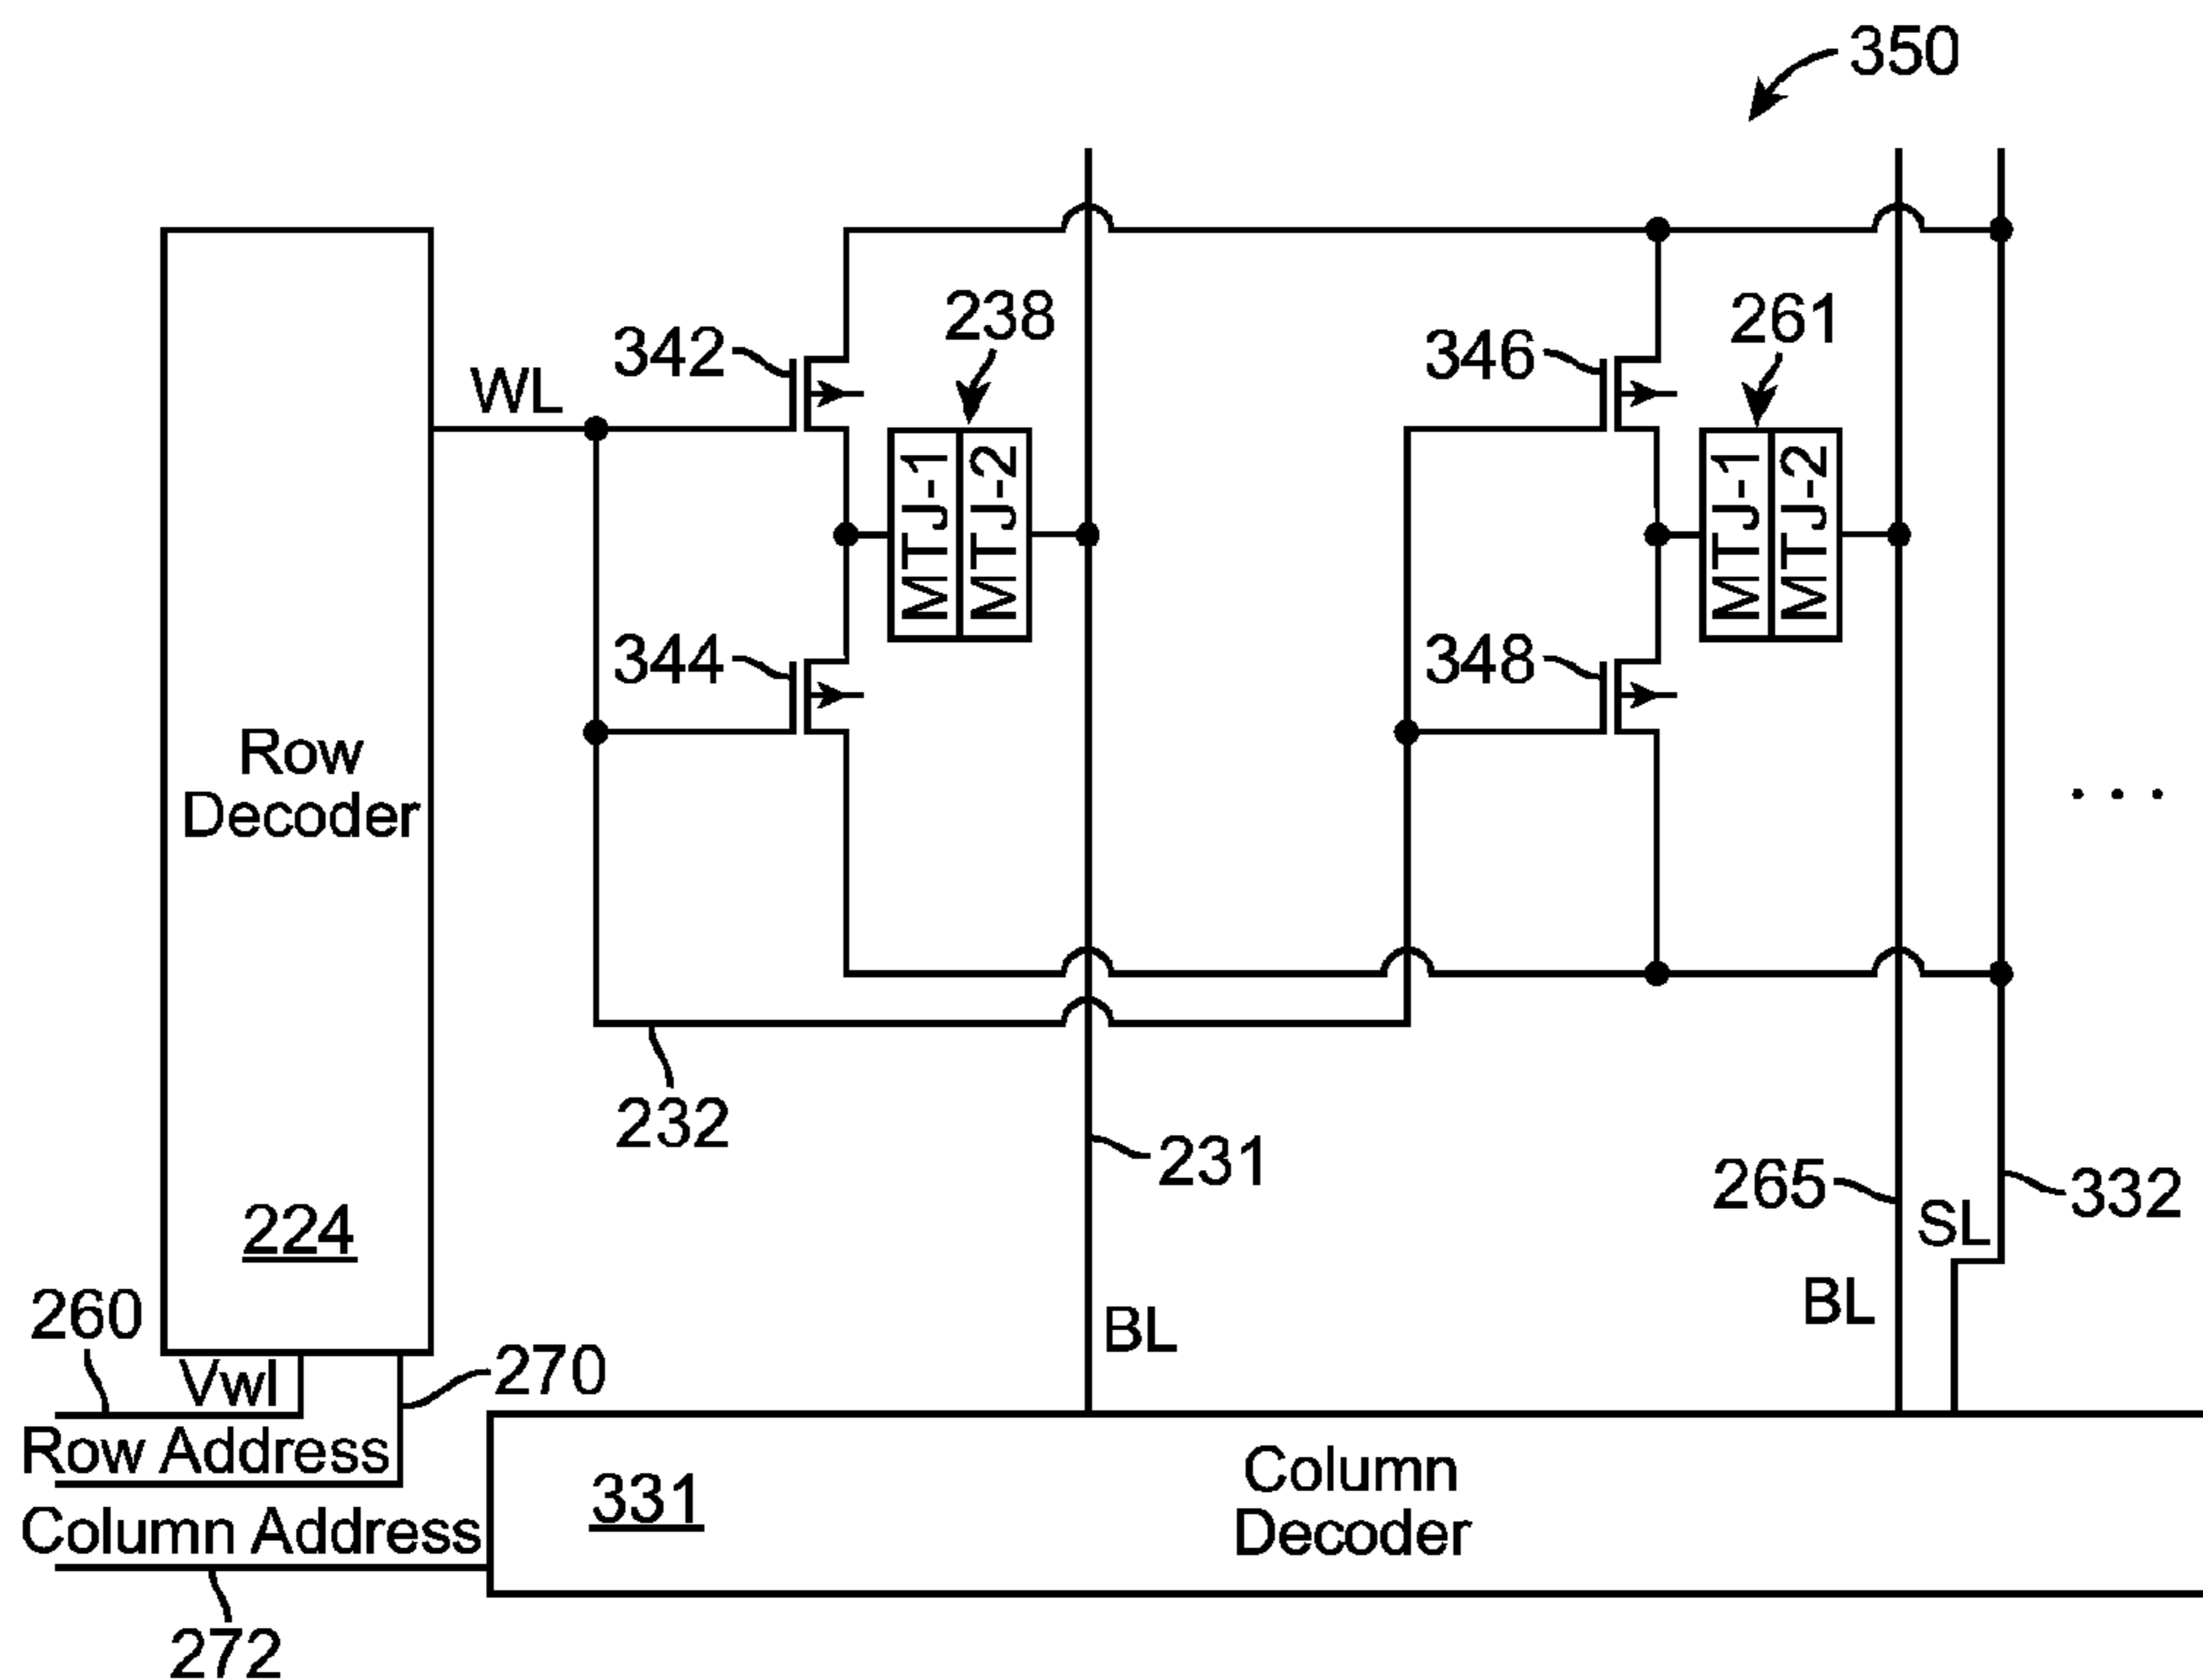 350
238
261
342
346
WL
MTJ-1
MTJ-2
MTJ-1
MTJ-2
344
348
Row
Decoder
. . .
232
231
265
332
224
SL
260
BL
BL
Vwl
270
Row Address
Column
Decoder
331
Column Address
272